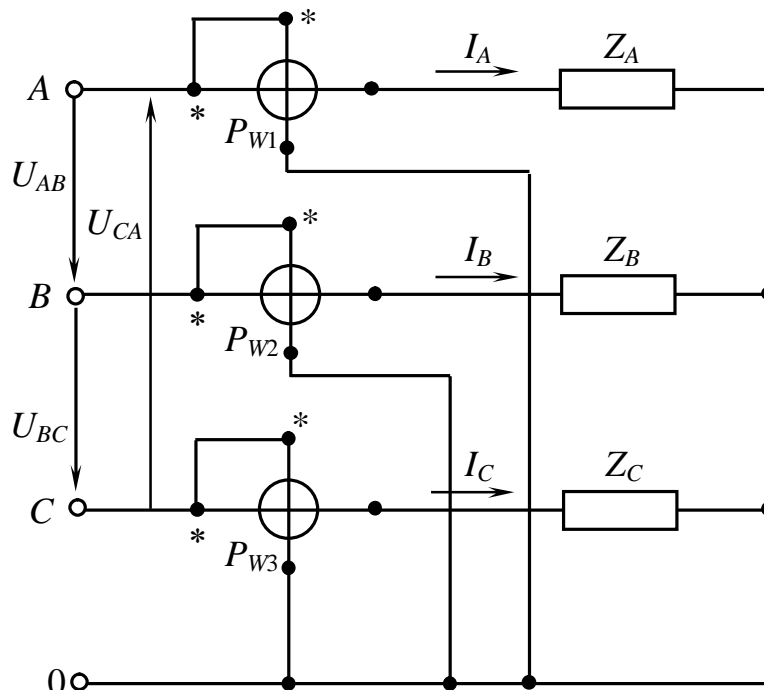 *
I_A Z_A
A
*
P_W1
U_AB
U_CA
*
I_B Z_B
B
*
P_W2
U_BC
*
I_C Z_C
C
*
P_W3
0